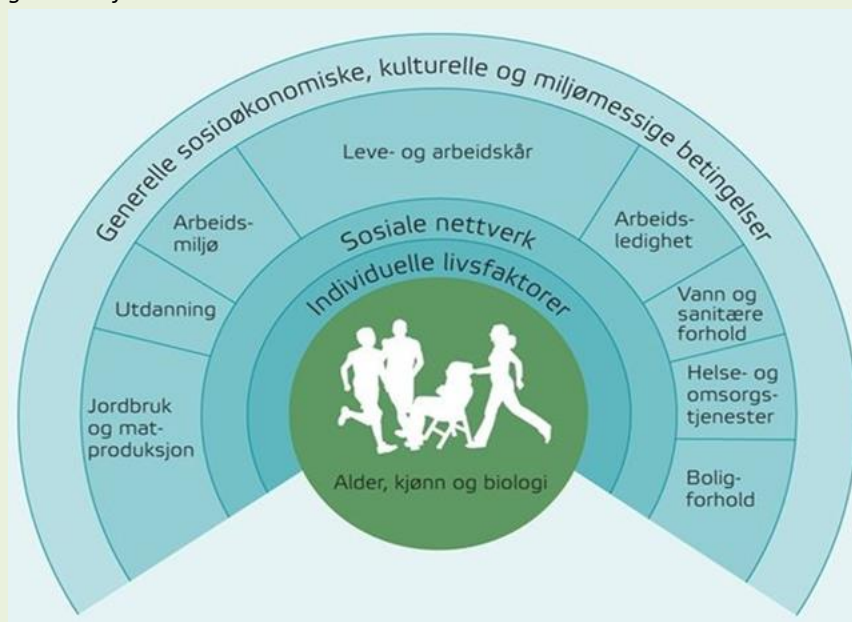 Generelle sosioøkonomiske, kulturelle og miljømessige betingelser
Leve- og arbeidskår
Arbeids-
miljø
Arbeids-
ledighet
Sosiale nettverk
Individuelle livsfaktorer
Utdanning
Vann og
sanitære
forhold
Jordbruk
og mat-
produksjon
Helse- og
omsorgs-
tjenester
Bolig-
forhold
Alder, kjønn og biologi